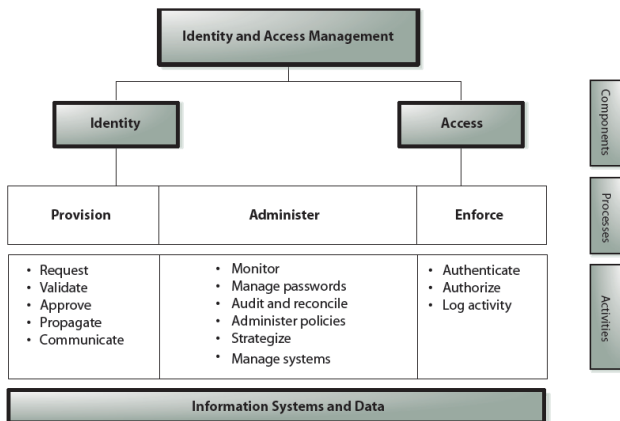 Identity and Access Management
Identity
Access
Components
Provision
Administer
Enforce
Processes
• Request
• Validate
• Approve
• Propagate
• Communicate
• Monitor
• Manage passwords
• Audit and reconcile
• Administer policies
• Strategize
• Manage systems
• Authenticate
• Authorize
• Log activity
Activities
Information Systems and Data